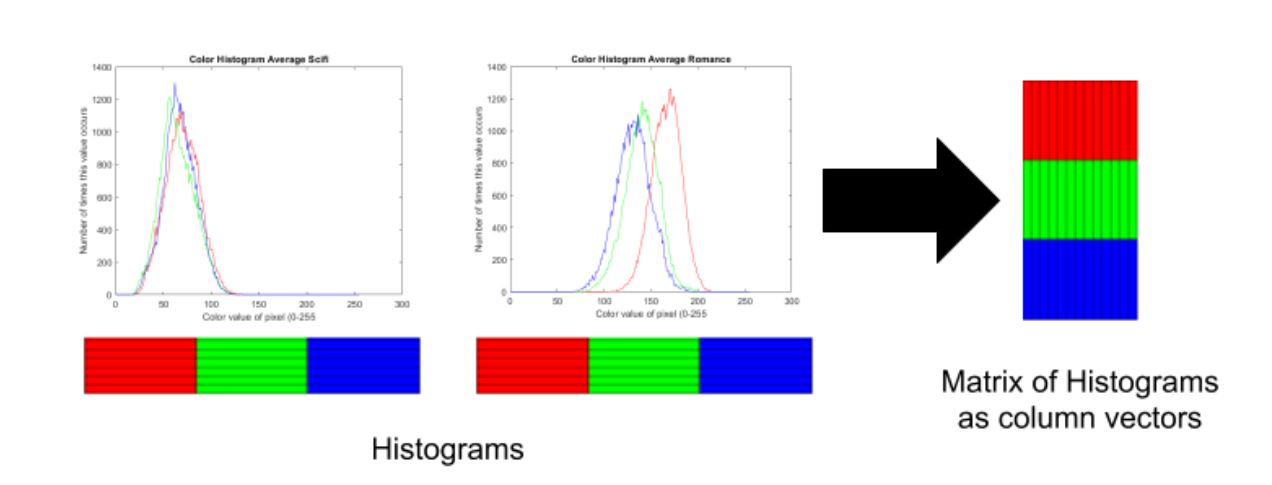 Color Histogram Average Scifi
1400
1200
1000
800
600
400
200
0
Number of times this value occurs
0 50 100 150 200 250 300
Color value of pixel (0-255
Color Histogram Average Romance
1400
1200
1000
800
600
400
200
0
Number of times this value occurs
0 50 100 150 200 250 300
Color value of pixel (0-255
Histograms
Matrix of Histograms
as column vectors